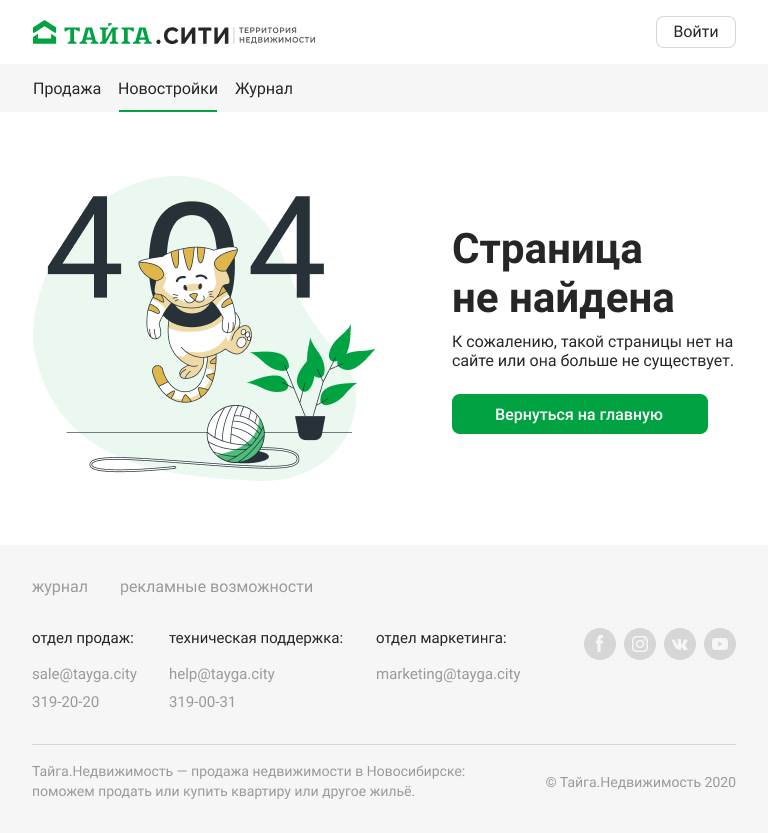 ТАЙГА.СИТИ
ТЕРРИТОРИЯ
НЕДВИЖИМОСТИ
Войти
Продажа Новостройки Журнал
404
Страница
не найдена
К сожалению, такой страницы нет на
сайте или она больше не существует.
Вернуться на главную
журнал рекламные возможности
отдел продаж: техническая поддержка: отдел маркетинга:
sale@tayga.city help@tayga.city marketing@tayga.city
319-20-20 319-00-31
Тайга.Недвижимость — продажа недвижимости в Новосибирске:
поможем продать или купить квартиру или другое жильё.
© Тайга.Недвижимость 2020